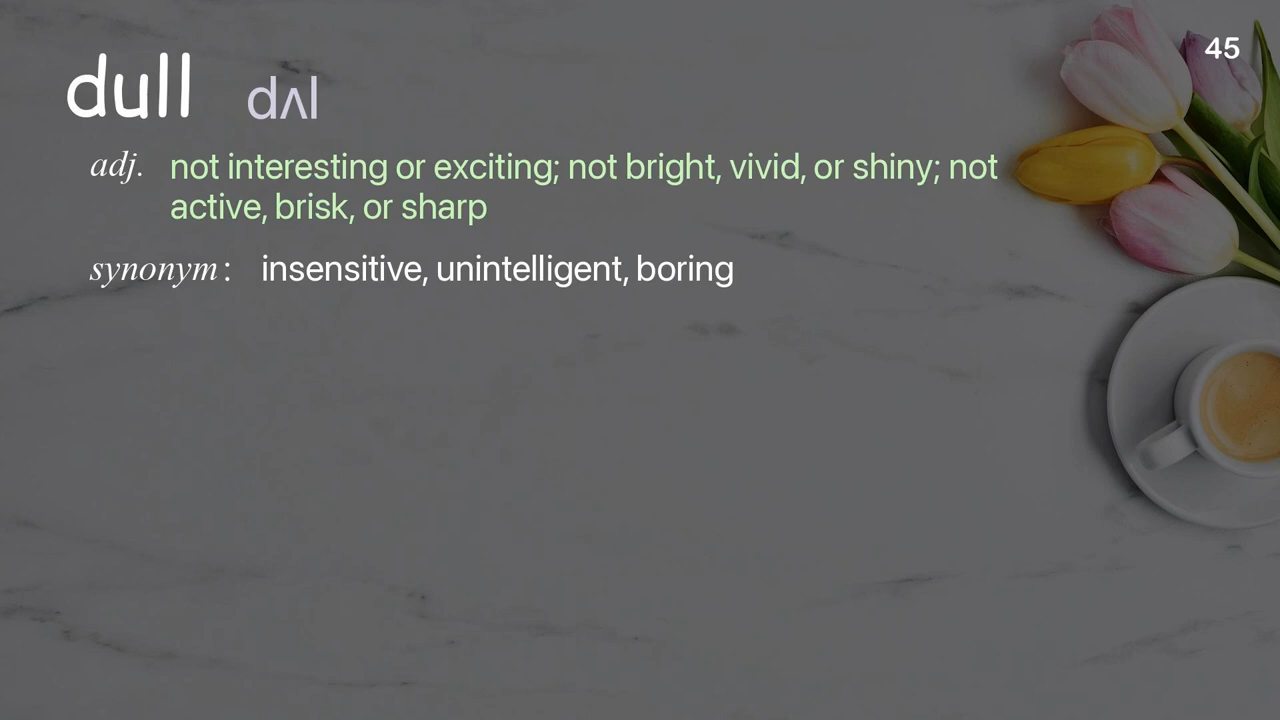 45
dull dʌl
adj. not interesting or exciting; not bright, vivid, or shiny; not
active, brisk, or sharp
synonym: insensitive, unintelligent, boring